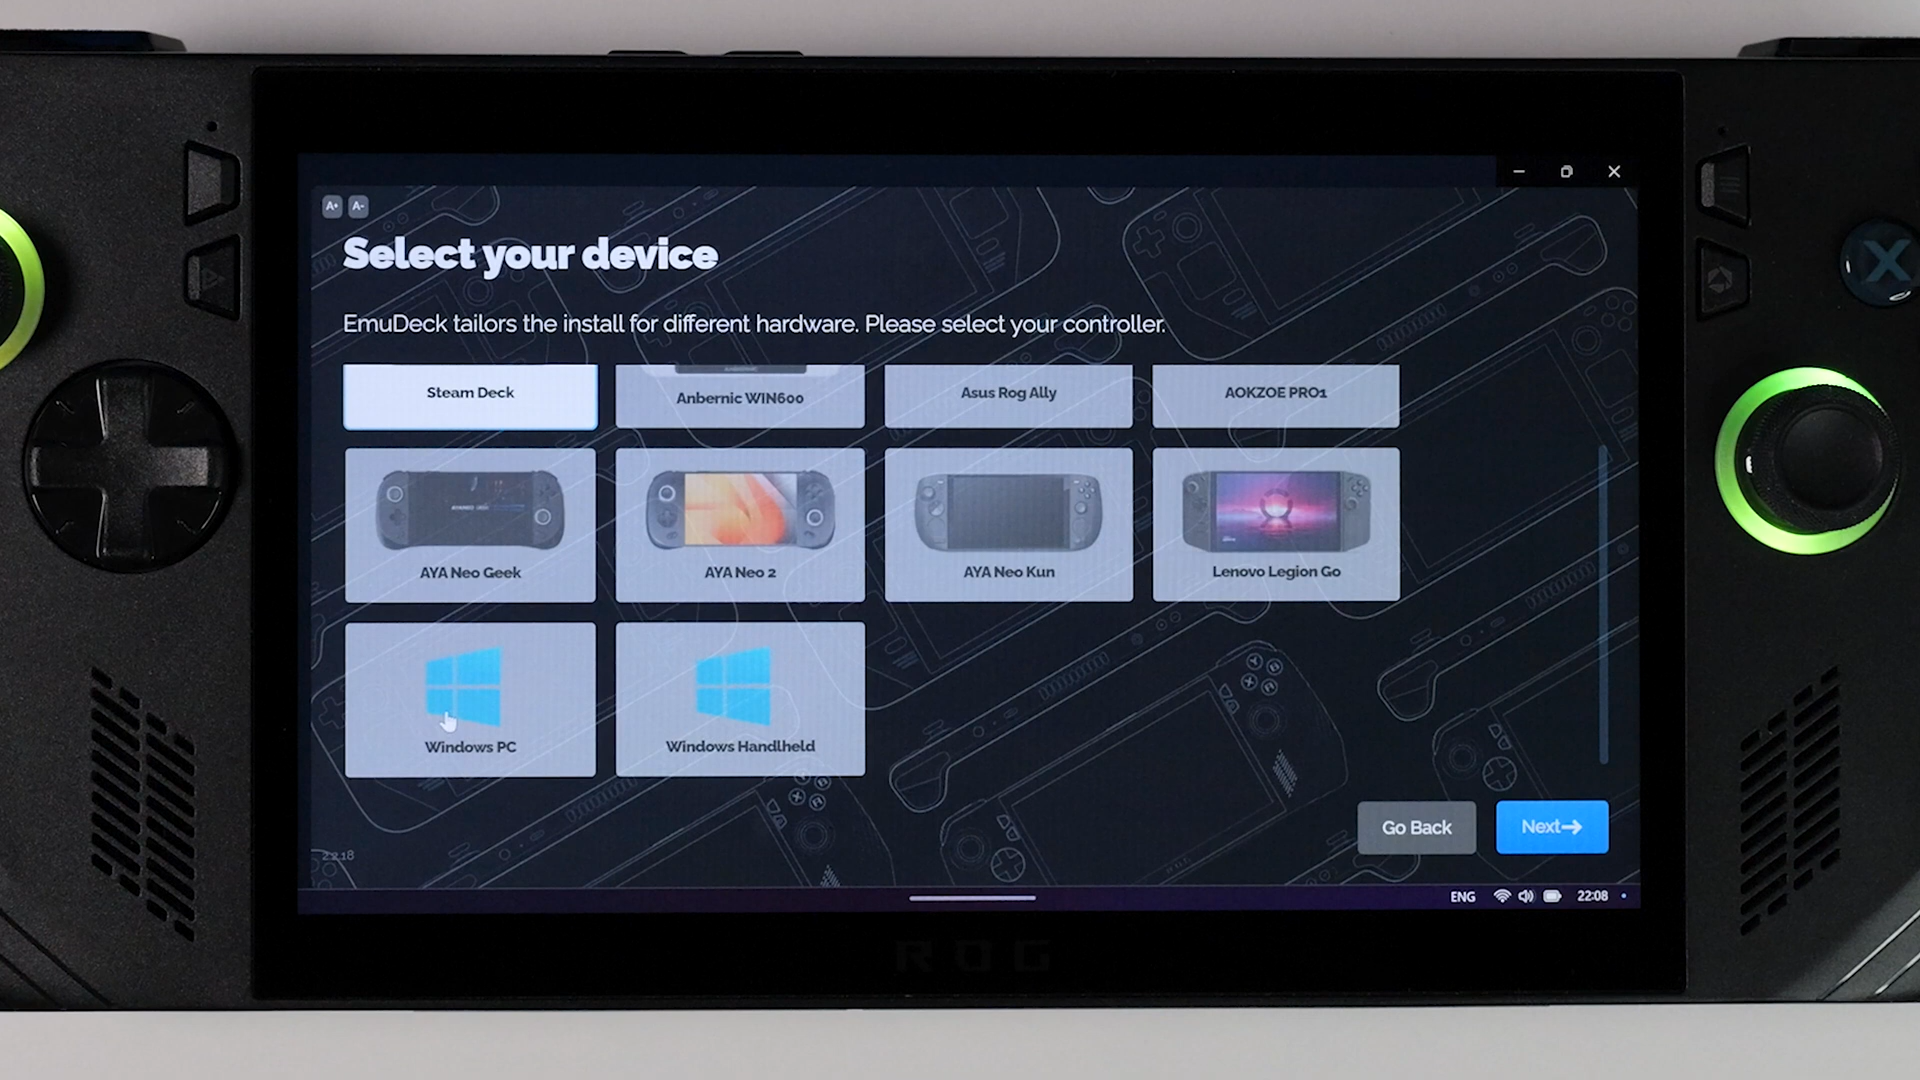 A+ A-
Select your device
EmuDeck tailors the install for different hardware. Please select your controller.
Steam Deck
Anbernic WIN600
Asus Rog Ally
AOKZOE PRO1
AYA Neo Geek
AYA Neo 2
AYA Neo Kun
Lenovo Legion Go
Windows PC
Windows Handlheld
Go Back
Next
2.2.18
ENG
22:08
ROG
X